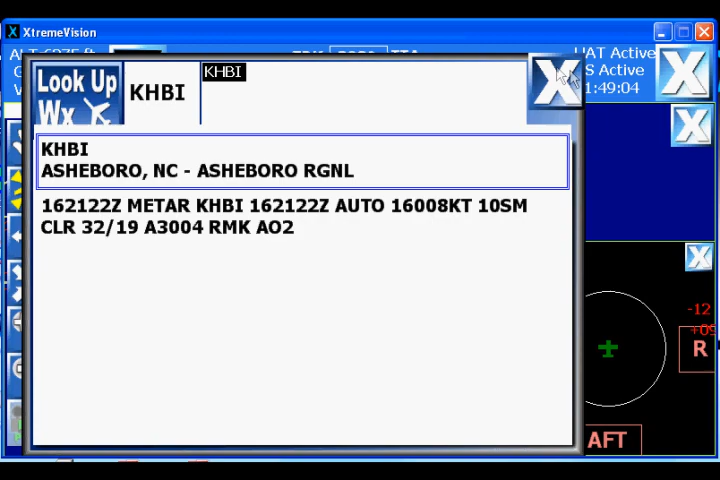 XtremeVision
UAT Active
S Active
1:49:04
Look Up
Wx
KHBI
KHBI
KHBI
ASHEBORO, NC - ASHEBORO RGNL
162122Z METAR KHBI 162122Z AUTO 16008KT 10SM
CLR 32/19 A3004 RMK AO2
-12
R
AFT